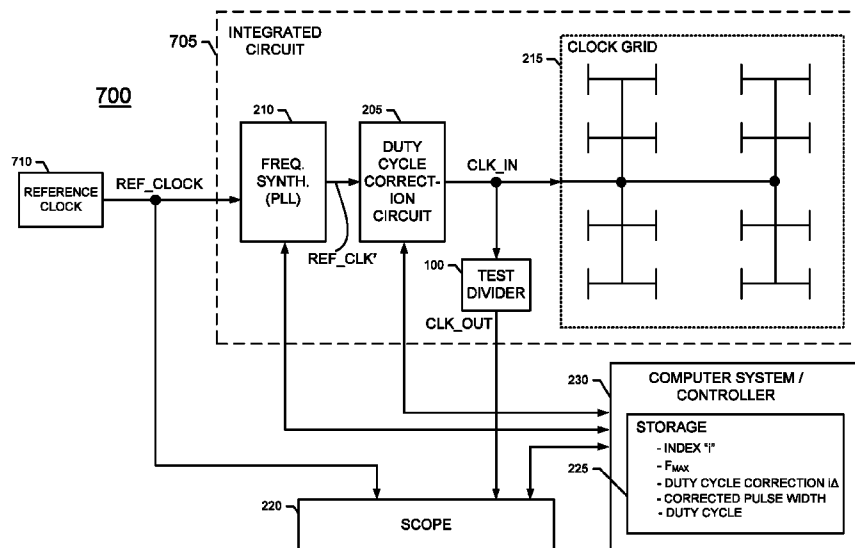 INTEGRATED
CIRCUIT
705
215
CLOCK GRID
700
210
FREQ.
SYNTH.
(PLL)
205
DUTY
CYCLE
CORRECT-
ION
CIRCUIT
CLK_IN
710
REFERENCE
CLOCK
REF_CLOCK
REF_CLK'
100
TEST
DIVIDER
CLK_OUT
230
COMPUTER SYSTEM /
CONTROLLER
STORAGE
225
- INDEX "i"
- FMAX
- DUTY CYCLE CORRECTION iΔ
- CORRECTED PULSE WIDTH
- DUTY CYCLE
220
SCOPE